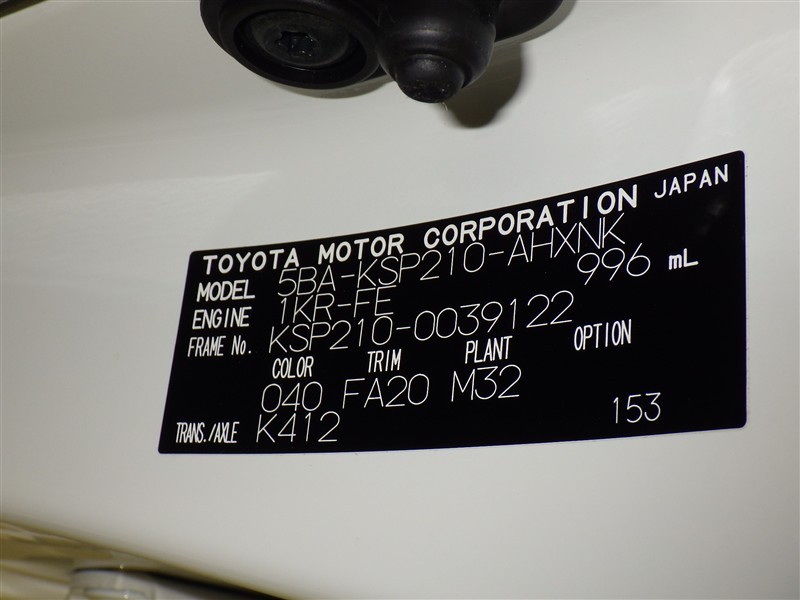 TOYOTA MOTOR CORPORATION JAPAN
MODEL 5BA-KSP210-AHXNK
ENGINE 1KR-FE 996 mL
FRAME No. KSP210-0039122
COLOR TRIM PLANT OPTION
040 FA20 M32
TRANS./AXLE K412 153